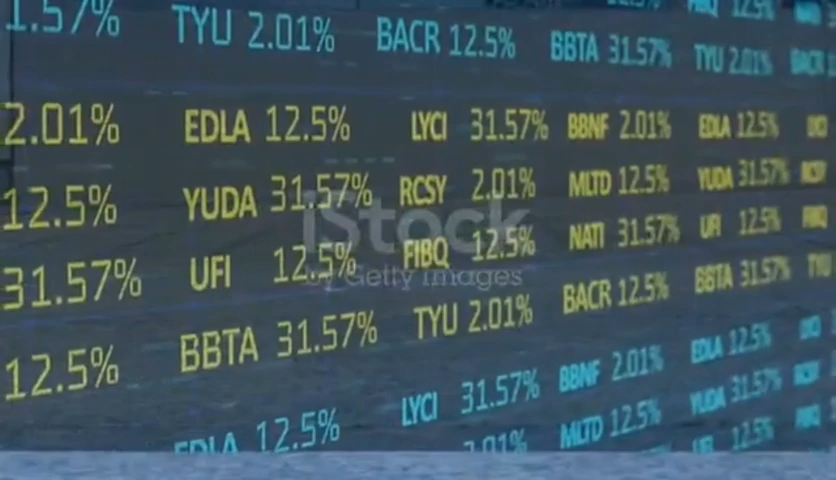 1.57% TYU 2.01% BACR 12.5% BBTA 31.57% TYU 2.01% BACR
2.01% EDLA 12.5% LYCI 31.57% BBNF 2.01% EDLA 12.5%
12.5% YUDA 31.57% RCSY 2.01% MLTD 12.5% YUDA 31.57%
iStock
31.57% UFI 12.5% FIBQ 12.5% NATI 31.57% UFI 12.5%
by Getty Images
12.5% BBTA 31.57% TYU 2.01% BACR 12.5% BBTA 31.57% TYU
EDLA 12.5% LYCI 31.57% BBNF 2.01% EDLA 12.5%
2.01% MLTD 12.5% YUDA 31.57%
UFI 12.5%